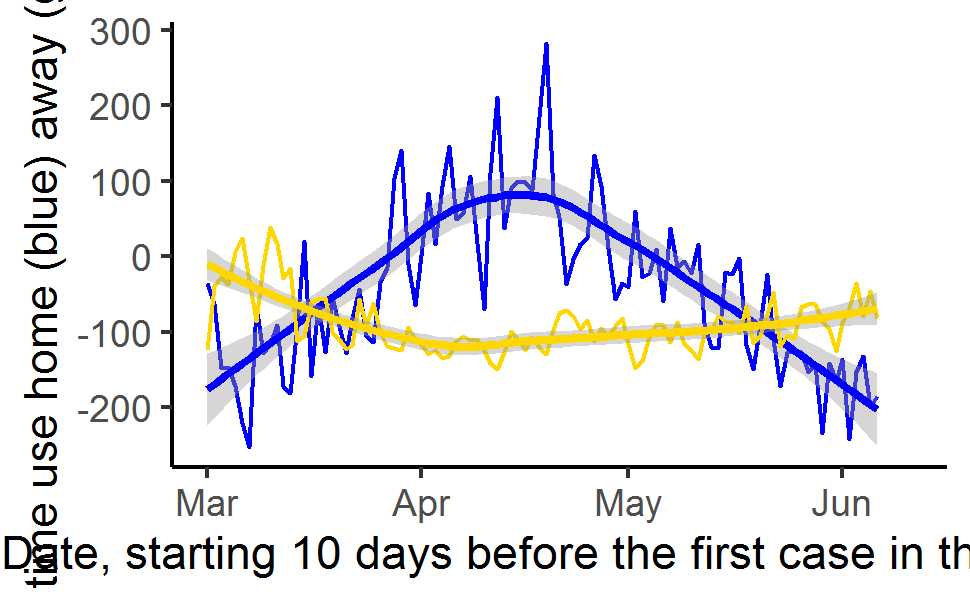 time use home (blue) away (g
300
200
100
0
-100
-200
Mar Apr May Jun
Date, starting 10 days before the first case in th